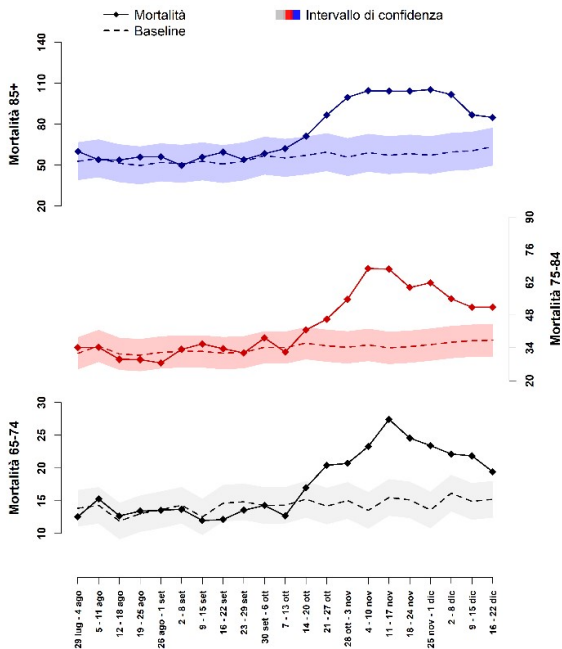 Mortalità
Baseline
Intervallo di confidenza
Mortalità 85+
140
110
80
50
20
Mortalità 75-84
90
76
62
48
34
20
Mortalità 65-74
30
25
20
15
10
29 lug - 4 ago
5 - 11 ago
12 - 18 ago
19 - 25 ago
26 ago - 1 set
2 - 8 set
9 - 15 set
16 - 22 set
23 - 29 set
30 set - 6 ott
7 - 13 ott
14 - 20 ott
21 - 27 ott
28 ott - 3 nov
4 - 10 nov
11 - 17 nov
18 - 24 nov
25 nov - 1 dic
2 - 8 dic
9 - 15 dic
16 - 22 dic